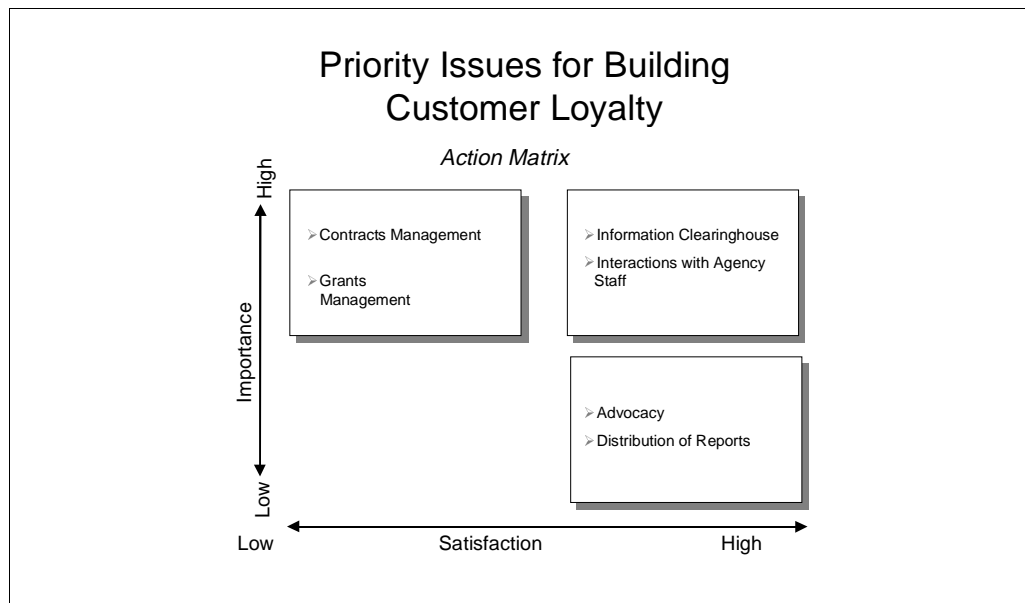 Priority Issues for Building
Customer Loyalty
Action Matrix
High
Contracts Management
Grants
Management
Information Clearinghouse
Interactions with Agency
Staff
Importance
Advocacy
Distribution of Reports
Low
Low
Satisfaction
High